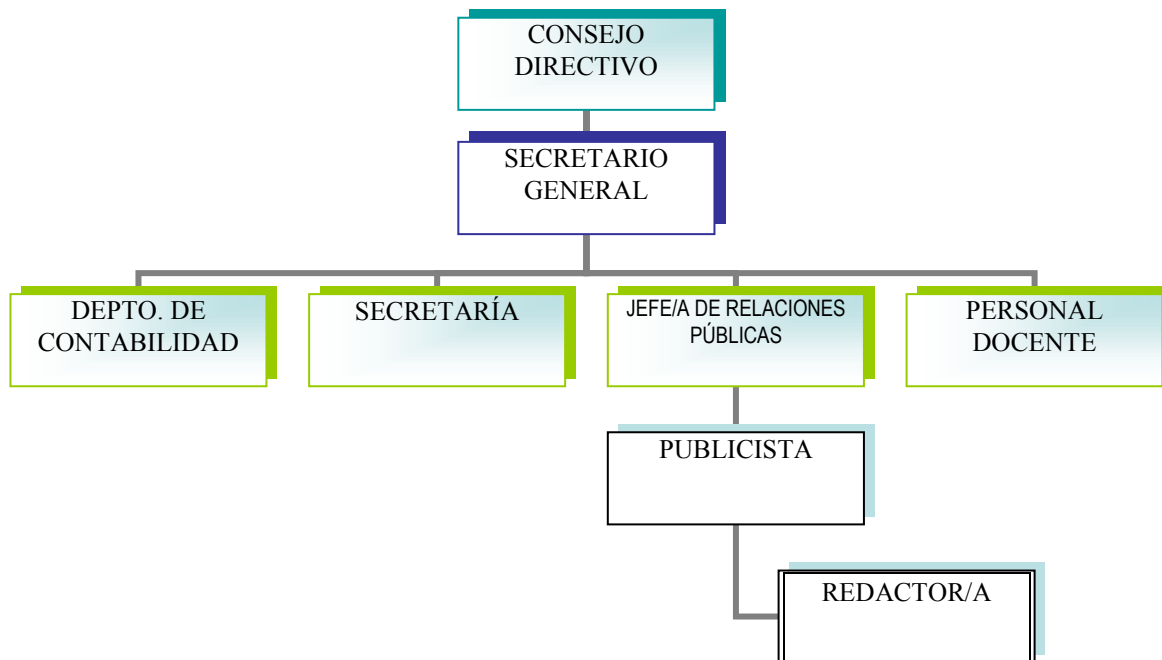 CONSEJO
DIRECTIVO
SECRETARIO
GENERAL
DEPTO. DE
CONTABILIDAD
SECRETARÍA
JEFE/A DE RELACIONES
PÚBLICAS
PERSONAL
DOCENTE
PUBLICISTA
REDACTOR/A